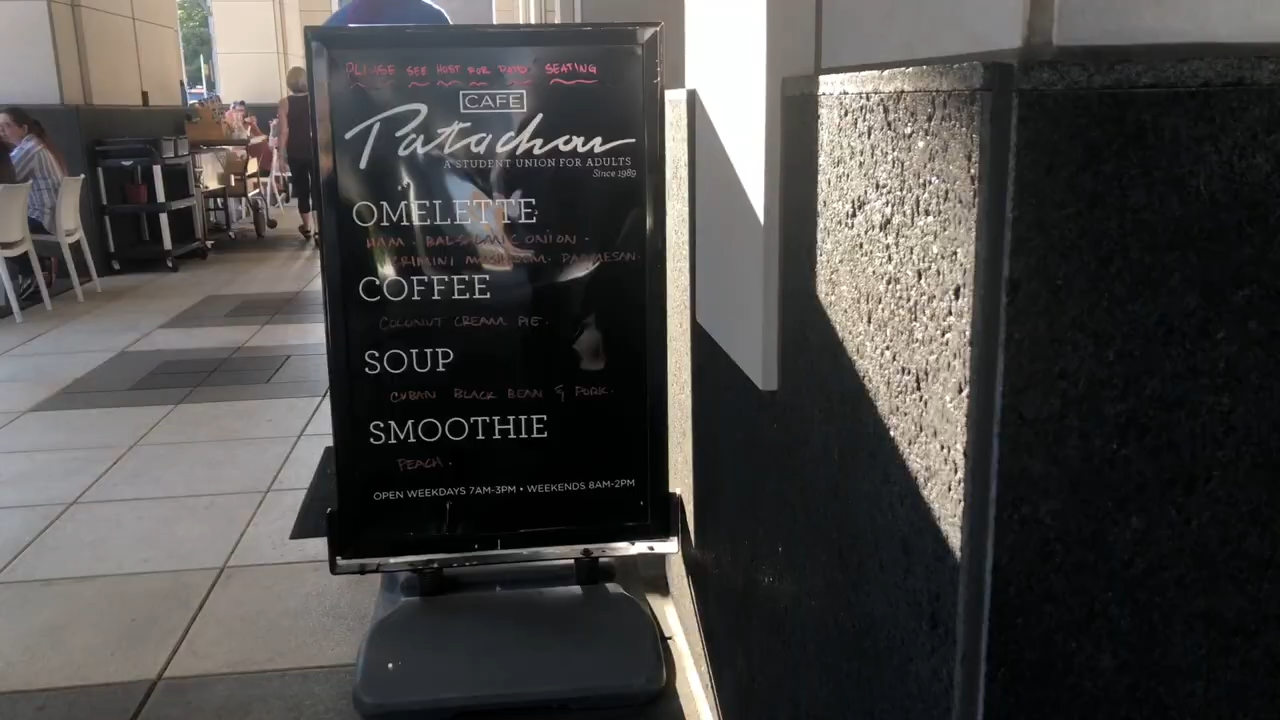 PLEASE SEE HOST FOR PATIO SEATING
CAFE
Patachou
A STUDENT UNION FOR ADULTS
Since 1989
OMELETTE
HAM · BALSAMIC ONION ·
CRIMINI MUSHROOM · PARMESAN ·
COFFEE
COCONUT CREAM PIE .
SOUP
CUBAN BLACK BEAN & PORK .
SMOOTHIE
PEACH .
OPEN WEEKDAYS 7AM-3PM • WEEKENDS 8AM-2PM